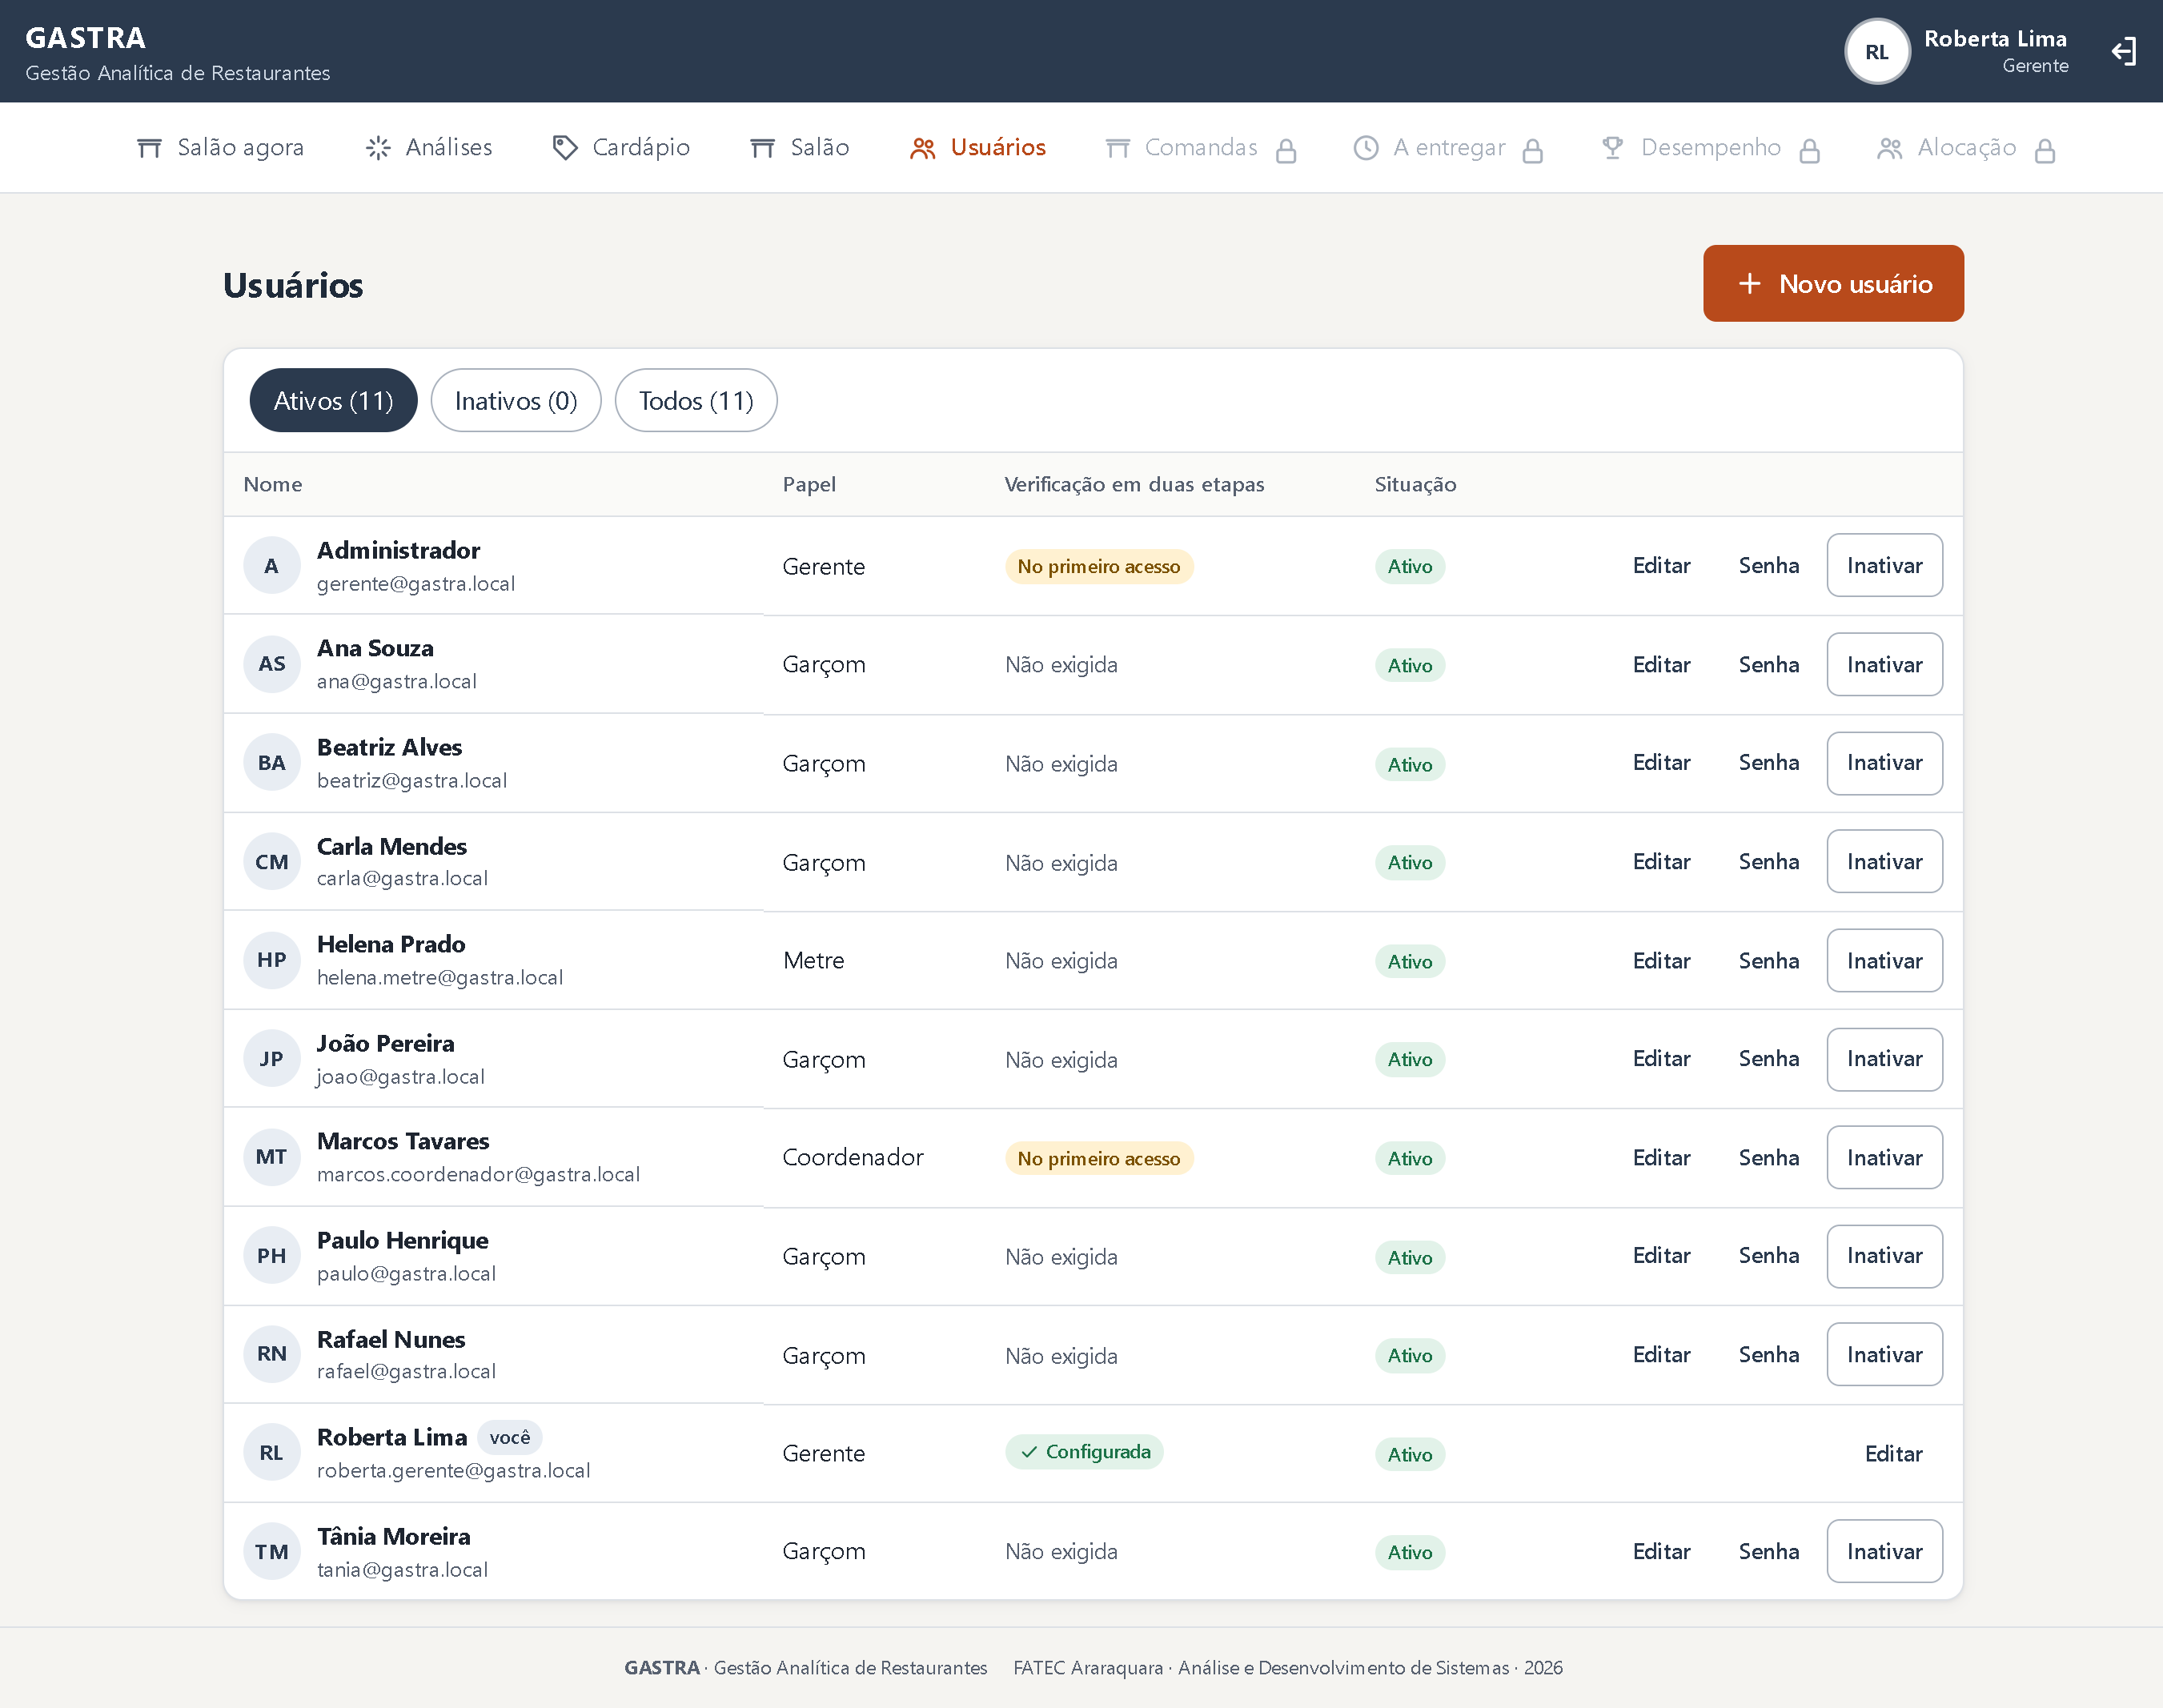 GASTRA
Gestão Analítica de Restaurantes
RL
Roberta Lima
Gerente
Salão agora
Análises
Cardápio
Salão
Usuários
Comandas
A entregar
Desempenho
Alocação
Usuários
Novo usuário
Ativos (11)
Inativos (0)
Todos (11)
Nome Papel Verificação em duas etapas Situação
A Administrador
gerente@gastra.local
Gerente No primeiro acesso Ativo Editar Senha Inativar
AS Ana Souza
ana@gastra.local
Garçom Não exigida Ativo Editar Senha Inativar
BA Beatriz Alves
beatriz@gastra.local
Garçom Não exigida Ativo Editar Senha Inativar
CM Carla Mendes
carla@gastra.local
Garçom Não exigida Ativo Editar Senha Inativar
HP Helena Prado
helena.metre@gastra.local
Metre Não exigida Ativo Editar Senha Inativar
JP João Pereira
joao@gastra.local
Garçom Não exigida Ativo Editar Senha Inativar
MT Marcos Tavares
marcos.coordenador@gastra.local
Coordenador No primeiro acesso Ativo Editar Senha Inativar
PH Paulo Henrique
paulo@gastra.local
Garçom Não exigida Ativo Editar Senha Inativar
RN Rafael Nunes
rafael@gastra.local
Garçom Não exigida Ativo Editar Senha Inativar
RL Roberta Lima você
roberta.gerente@gastra.local
Gerente Configurada Ativo Editar
TM Tânia Moreira
tania@gastra.local
Garçom Não exigida Ativo Editar Senha Inativar
GASTRA · Gestão Analítica de Restaurantes FATEC Araraquara · Análise e Desenvolvimento de Sistemas · 2026